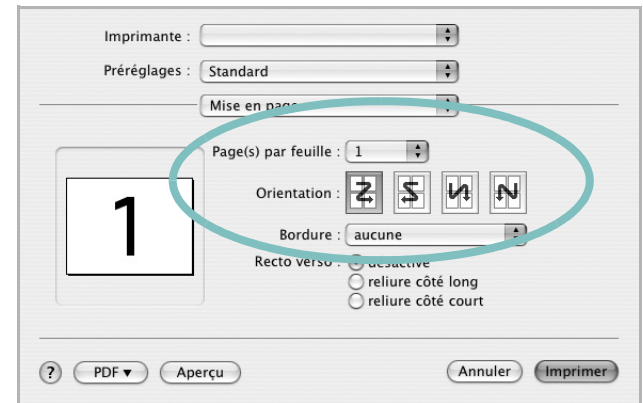 Imprimante :
Préréglages : Standard
Mise en page
Page(s) par feuille : 1
1
Orientation :
Bordure : aucune
Recto verso : désactivé
reliure côté long
reliure côté court
? PDF ▼ Aperçu Annuler Imprimer